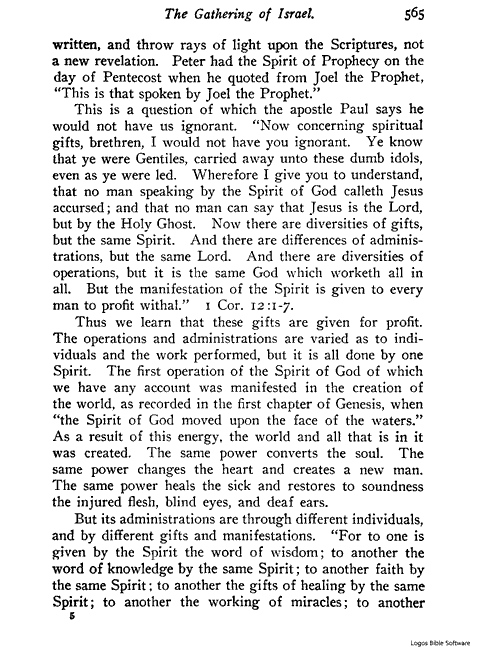 The Gathering of Israel. 565
written, and throw rays of light upon the Scriptures, not
a new revelation. Peter had the Spirit of Prophecy on the
day of Pentecost when he quoted from Joel the Prophet,
“This is that spoken by Joel the Prophet.”
This is a question of which the apostle Paul says he
would not have us ignorant. “Now concerning spiritual
gifts, brethren, I would not have you ignorant. Ye know
that ye were Gentiles, carried away unto these dumb idols,
even as ye were led. Wherefore I give you to understand,
that no man speaking by the Spirit of God calleth Jesus
accursed; and that no man can say that Jesus is the Lord,
but by the Holy Ghost. Now there are diversities of gifts,
but the same Spirit. And there are differences of adminis-
trations, but the same Lord. And there are diversities of
operations, but it is the same God which worketh all in
all. But the manifestation of the Spirit is given to every
man to profit withal.” 1 Cor. 12:1-7.
Thus we learn that these gifts are given for profit.
The operations and administrations are varied as to indi-
viduals and the work performed, but it is all done by one
Spirit. The first operation of the Spirit of God of which
we have any account was manifested in the creation of
the world, as recorded in the first chapter of Genesis, when
“the Spirit of God moved upon the face of the waters.”
As a result of this energy, the world and all that is in it
was created. The same power converts the soul. The
same power changes the heart and creates a new man.
The same power heals the sick and restores to soundness
the injured flesh, blind eyes, and deaf ears.
But its administrations are through different individuals,
and by different gifts and manifestations. “For to one is
given by the Spirit the word of wisdom; to another the
word of knowledge by the same Spirit; to another faith by
the same Spirit; to another the gifts of healing by the same
Spirit; to another the working of miracles; to another
5
Logos Bible Software